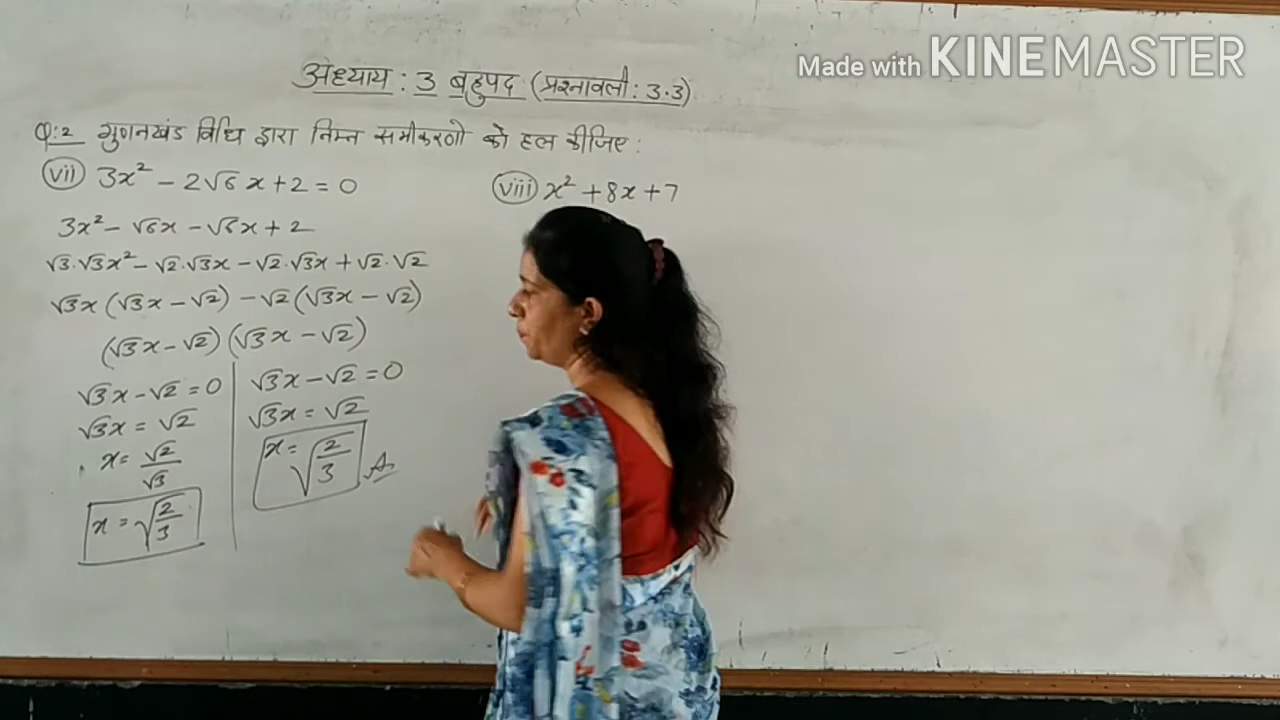 Made with KINEMASTER
अध्याय : 3 बहुपद (प्रश्नावली : 3.3)
Q:2 गुणनखंड विधि द्वारा निम्न समीकरणो को हल कीजिए :
(vii) 3x² - 2√6 x + 2 = 0
(viii) x² + 8x + 7
3x² - √6x - √6x + 2
√3·√3x² - √2·√3x - √2·√3x + √2·√2
√3x (√3x - √2) - √2 (√3x - √2)
(√3x - √2) (√3x - √2)
√3x - √2 = 0
√3x = √2
x = √2/√3
x = √(2/3)
√3x - √2 = 0
√3x = √2
x = √(2/3) A